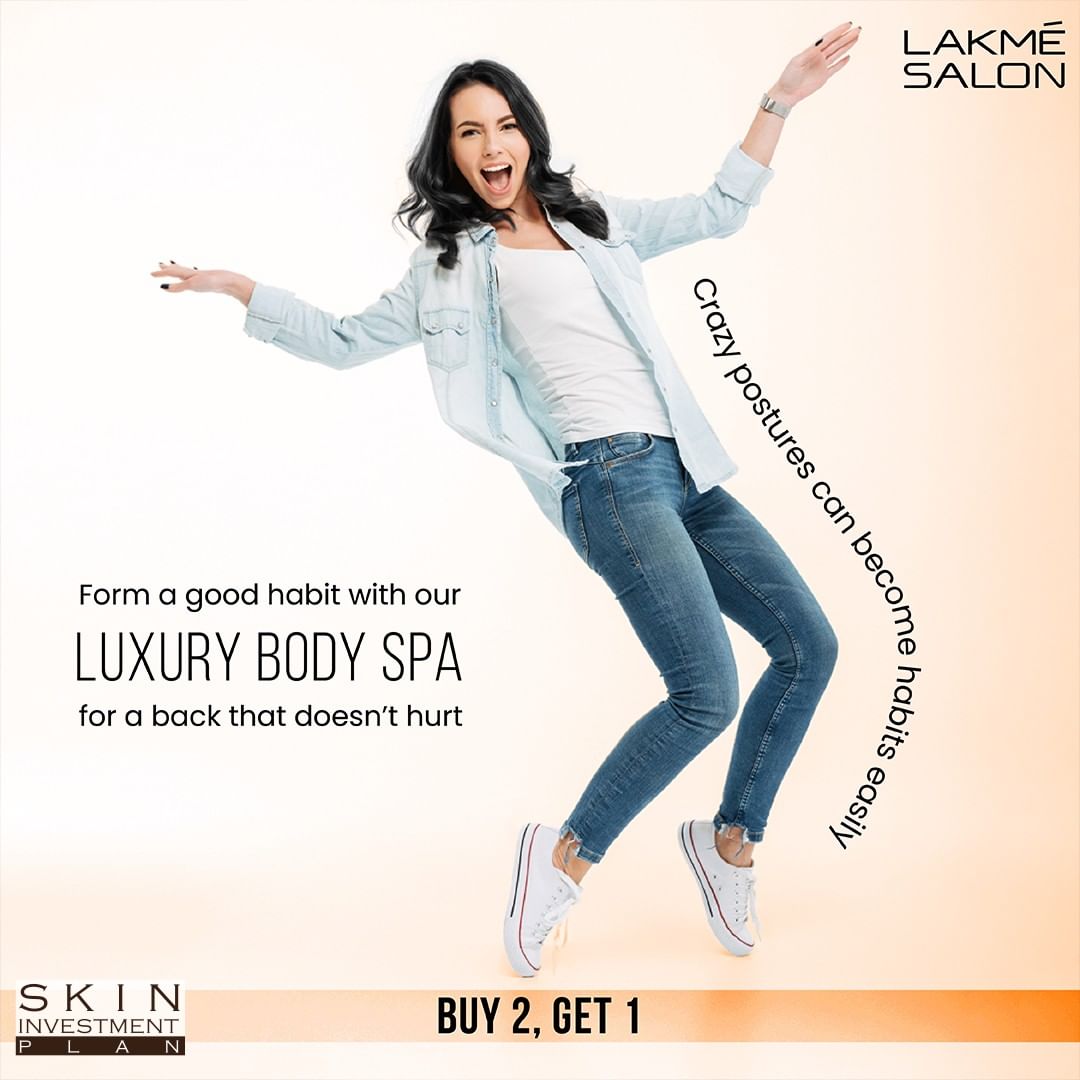 LAKMÉ
SALON
Crazy postures can become habits easily
Form a good habit with our
LUXURY BODY SPA
for a back that doesn’t hurt
SKIN
INVESTMENT
PLAN
BUY 2, GET 1